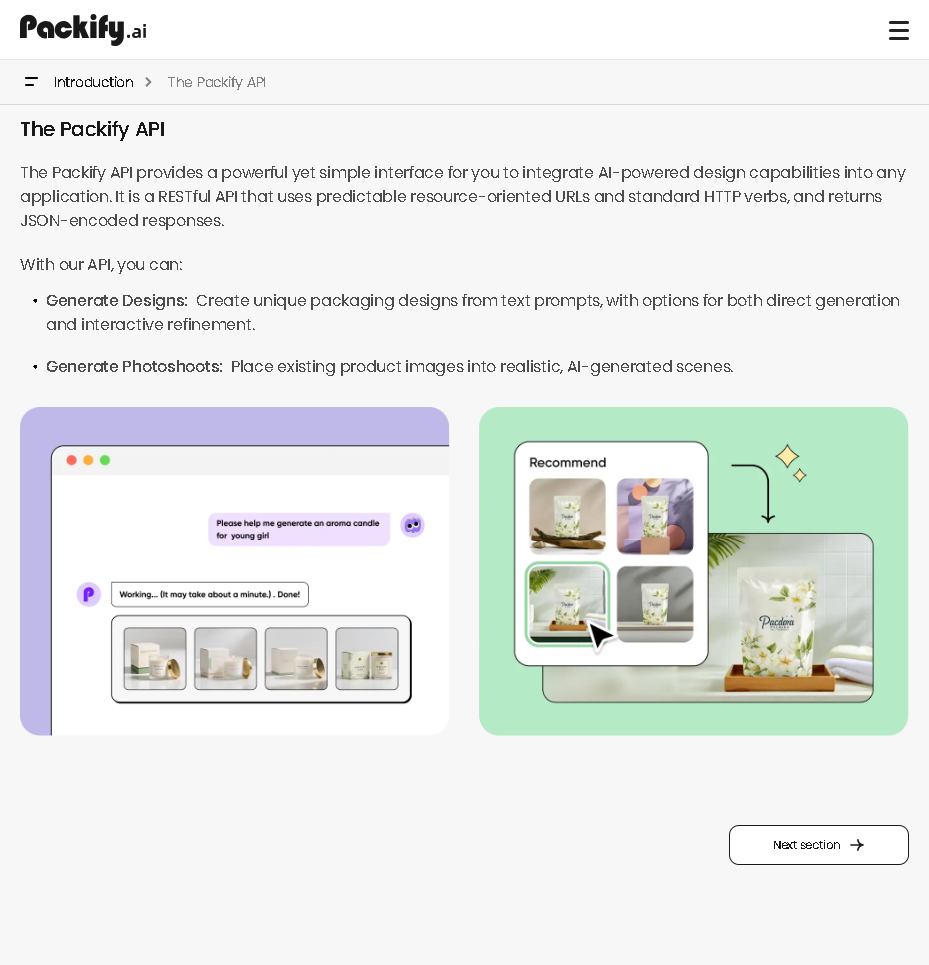 Packify.ai
Introduction
The Packify API
The Packify API
The Packify API provides a powerful yet simple interface for you to integrate AI-powered design capabilities into any
application. It is a RESTful API that uses predictable resource-oriented URLs and standard HTTP verbs, and returns
JSON-encoded responses.
With our API, you can:
• Generate Designs: Create unique packaging designs from text prompts, with options for both direct generation
and interactive refinement.
• Generate Photoshoots: Place existing product images into realistic, AI-generated scenes.
Please help me generate an aroma candle
for young girl
Working... (It may take about a minute.) . Done!
Recommend
Pacdora
Next section